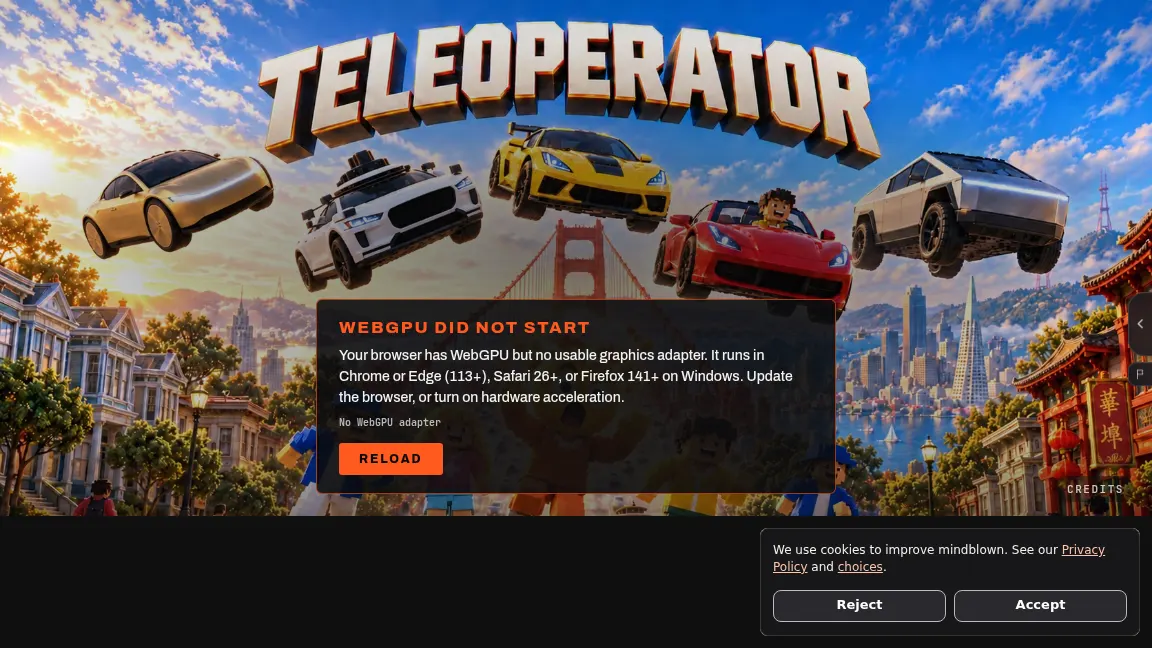 TELEOPERATOR
WEBGPU DID NOT START
Your browser has WebGPU but no usable graphics adapter. It runs in
Chrome or Edge (113+), Safari 26+, or Firefox 141+ on Windows. Update
the browser, or turn on hardware acceleration.
No WebGPU adapter
RELOAD
華
埠
CREDITS
We use cookies to improve mindblown. See our Privacy
Policy and choices.
Reject
Accept